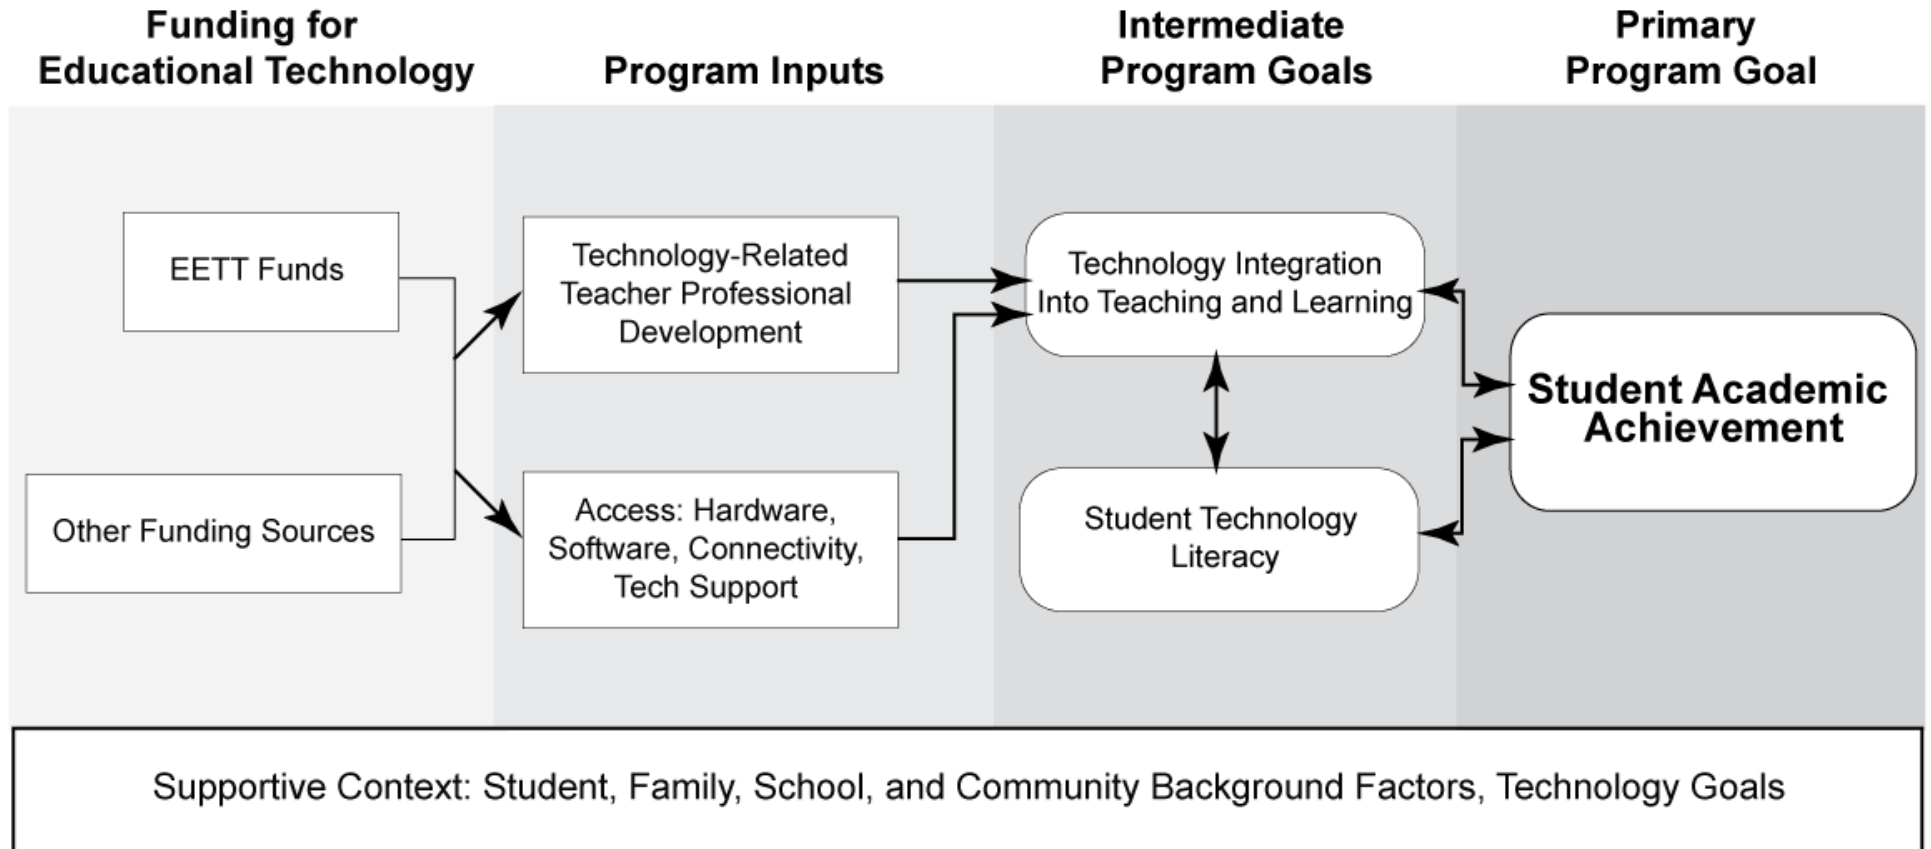 Funding for
Educational Technology
Program Inputs
Intermediate
Program Goals
Primary
Program Goal
EETT Funds
Other Funding Sources
Technology-Related
Teacher Professional
Development
Access: Hardware,
Software, Connectivity,
Tech Support
Technology Integration
Into Teaching and Learning
Student Technology
Literacy
Student Academic
Achievement
Supportive Context: Student, Family, School, and Community Background Factors, Technology Goals